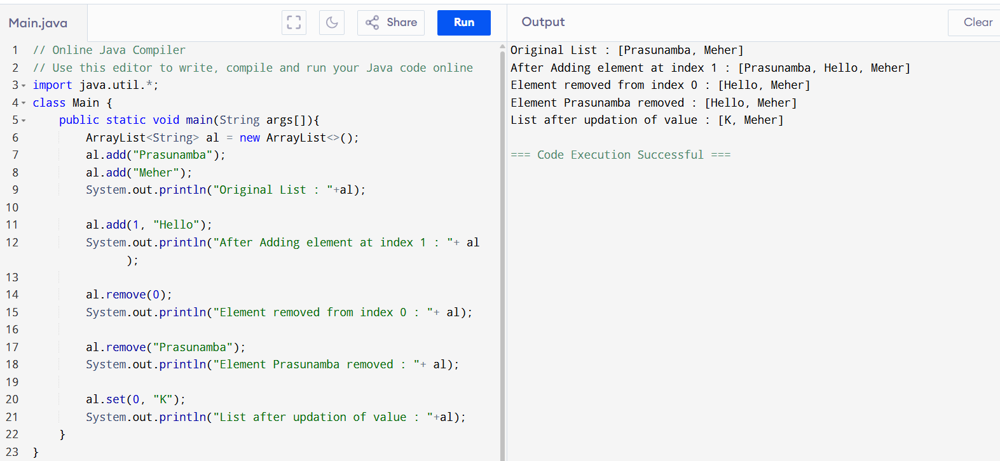 Main.java
Share
Run
Output
Clear
1 // Online Java Compiler
2 // Use this editor to write, compile and run your Java code online
3 import java.util.*;
4 class Main {
5     public static void main(String args[]){
6         ArrayList<String> al = new ArrayList<>();
7         al.add("Prasunamba");
8         al.add("Meher");
9         System.out.println("Original List : "+al);
10
11         al.add(1, "Hello");
12         System.out.println("After Adding element at index 1 : "+ al
);
13
14         al.remove(0);
15         System.out.println("Element removed from index 0 : "+ al);
16
17         al.remove("Prasunamba");
18         System.out.println("Element Prasunamba removed : "+ al);
19
20         al.set(0, "K");
21         System.out.println("List after updation of value : "+al);
22     }
23 }
Original List : [Prasunamba, Meher]
After Adding element at index 1 : [Prasunamba, Hello, Meher]
Element removed from index 0 : [Hello, Meher]
Element Prasunamba removed : [Hello, Meher]
List after updation of value : [K, Meher]
=== Code Execution Successful ===